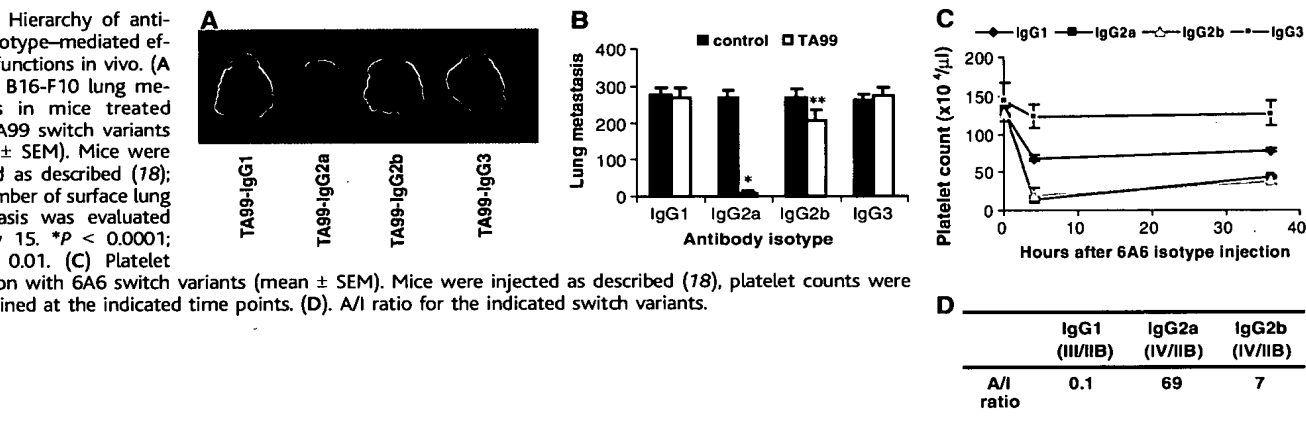 Hierarchy of anti-
otype–mediated ef-
functions in vivo. (A
B16-F10 lung me-
s in mice treated
A99 switch variants
± SEM). Mice were
d as described (18);
mber of surface lung
asis was evaluated
15. *P < 0.0001;
0.01. (C) Platelet
on with 6A6 switch variants (mean ± SEM). Mice were injected as described (18), platelet counts were
ined at the indicated time points. (D). A/I ratio for the indicated switch variants.
A
TA99-IgG1
TA99-IgG2a
TA99-IgG2b
TA99-IgG3
B
control TA99
Lung metastasis
400
300
200
100
0
*
**
IgG1 IgG2a IgG2b IgG3
Antibody isotype
C
IgG1 IgG2a IgG2b IgG3
Platelet count (x10 4/µl)
200
150
100
50
0
0 10 20 30 40
Hours after 6A6 isotype injection
D
IgG1 IgG2a IgG2b
(III/IIB) (IV/IIB) (IV/IIB)
A/I 0.1 69 7
ratio